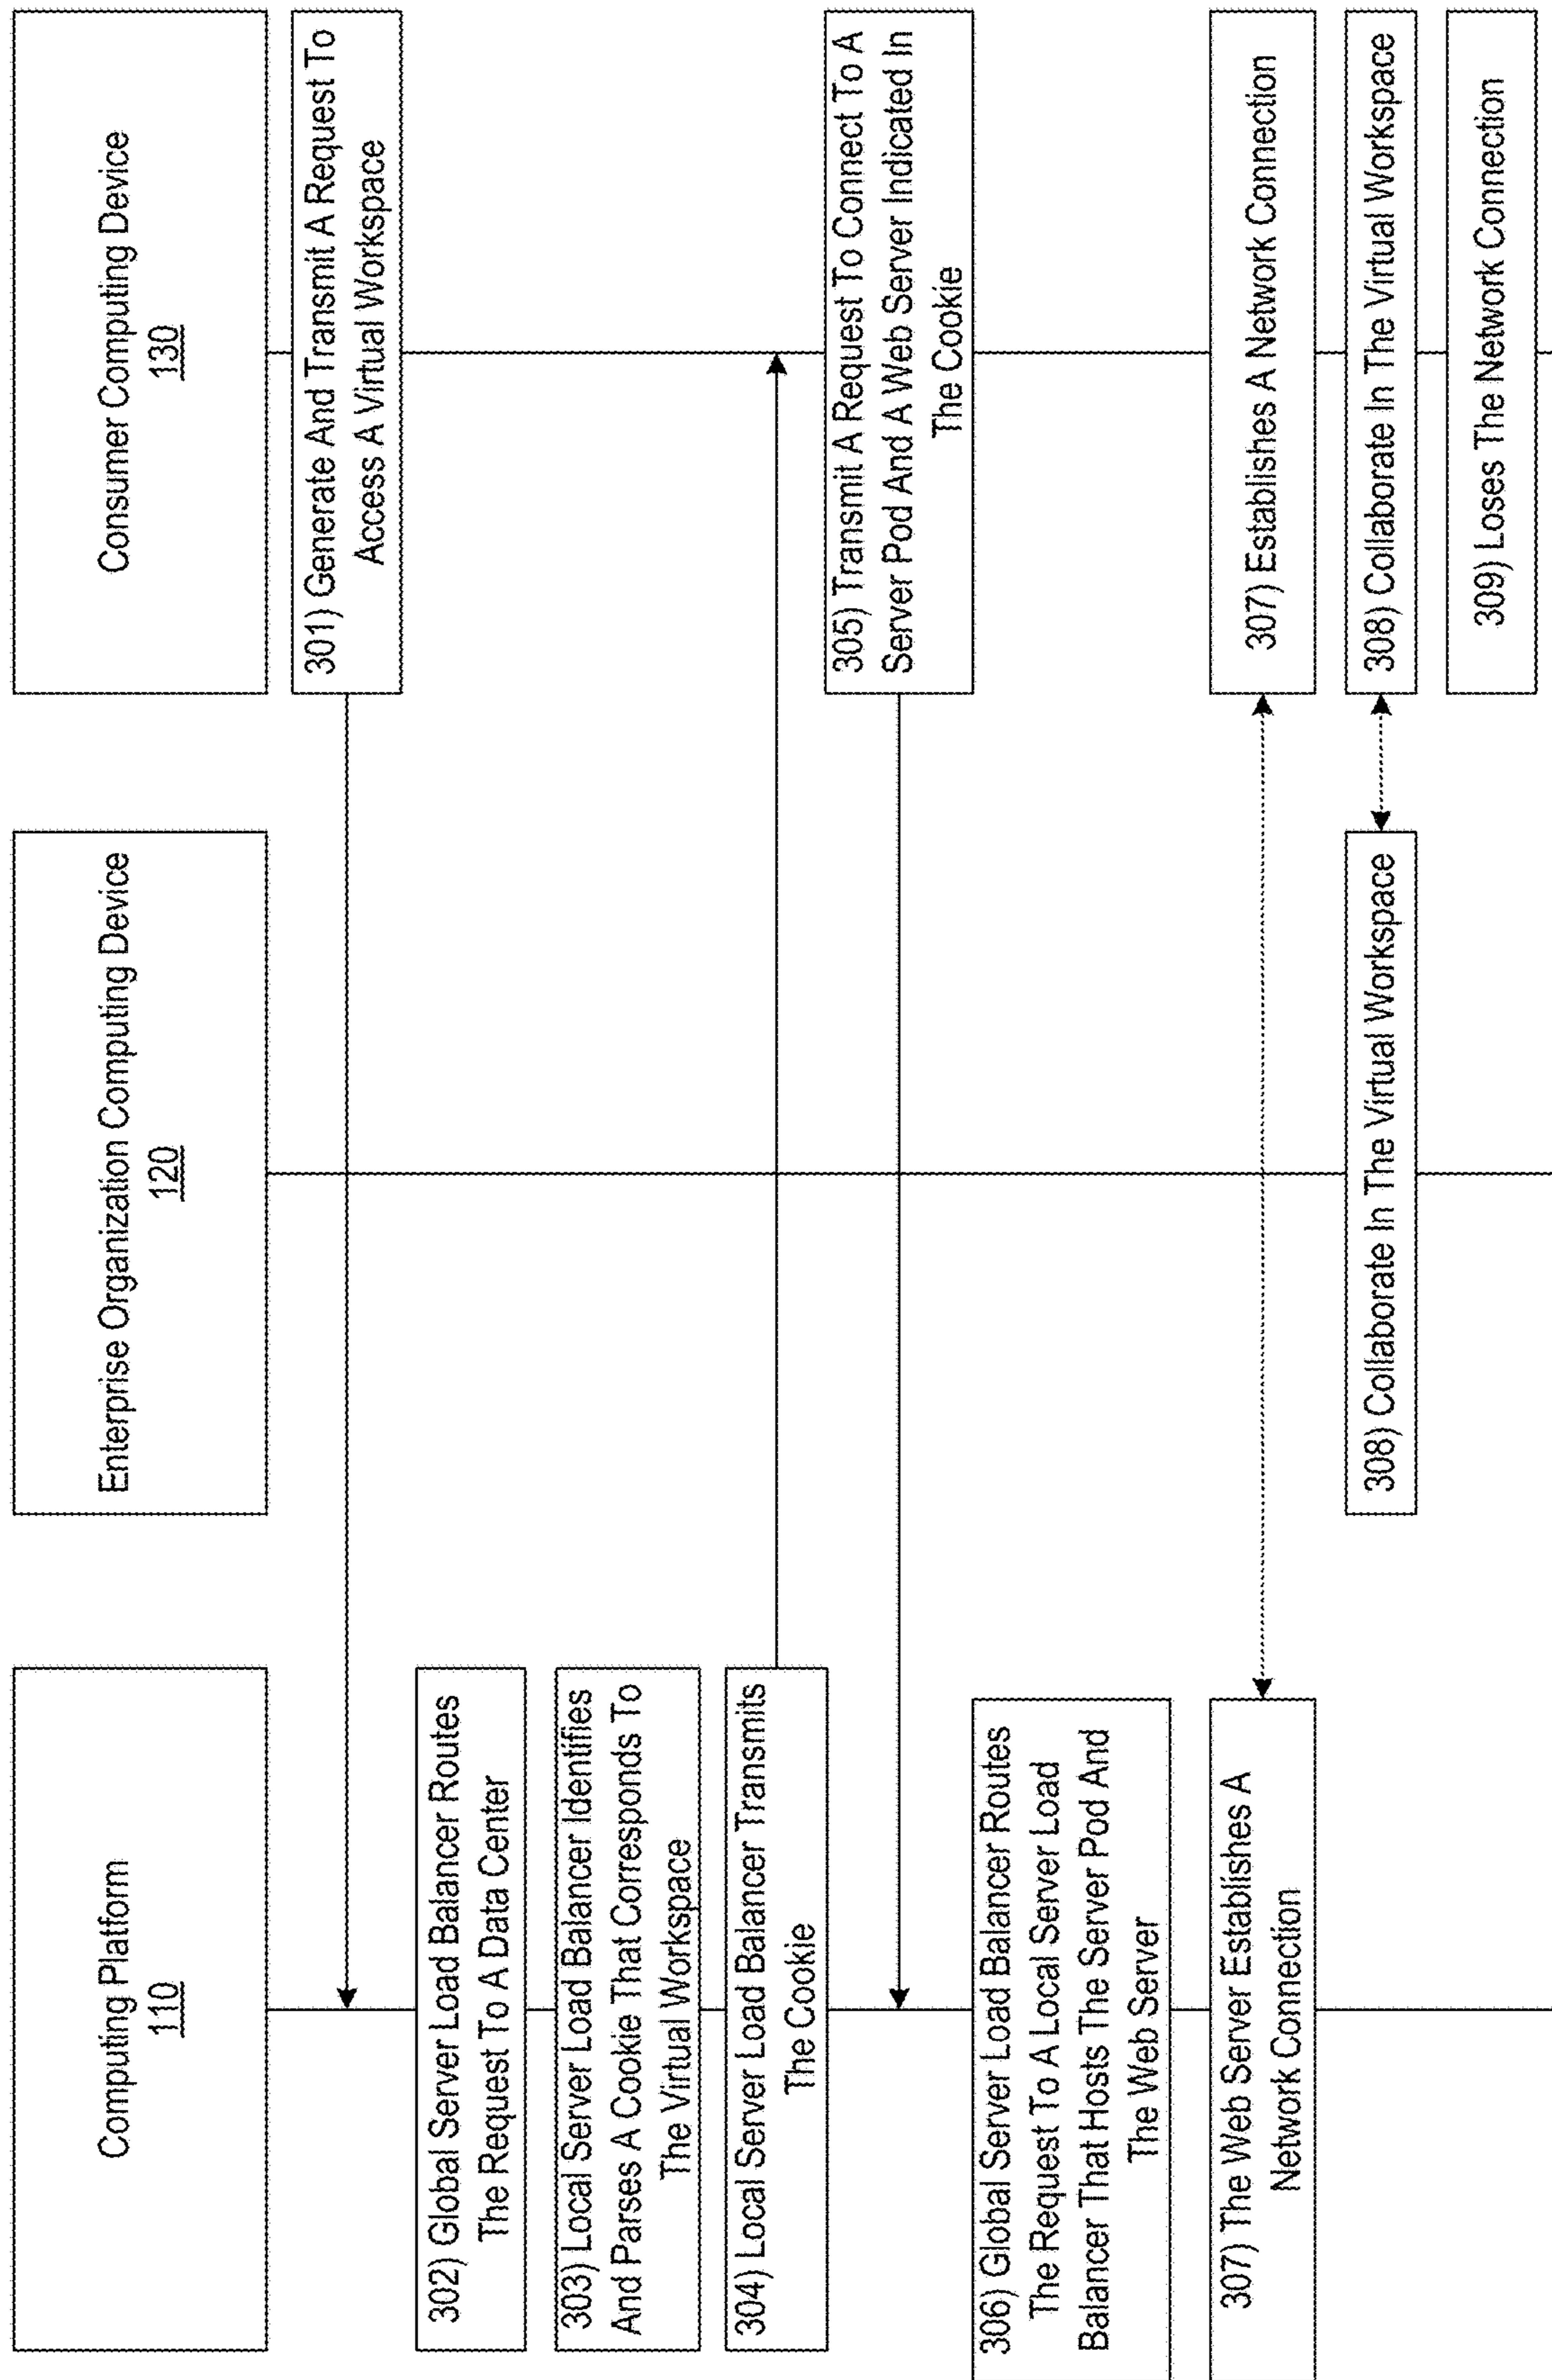 Computing Platform
110
Enterprise Organization Computing Device
120
Consumer Computing Device
130
301) Generate And Transmit A Request To
Access A Virtual Workspace
302) Global Server Load Balancer Routes
The Request To A Data Center
303) Local Server Load Balancer Identifies
And Parses A Cookie That Corresponds To
The Virtual Workspace
304) Local Server Load Balancer Transmits
The Cookie
305) Transmit A Request To Connect To A
Server Pod And A Web Server Indicated In
The Cookie
306) Global Server Load Balancer Routes
The Request To A Local Server Load
Balancer That Hosts The Server Pod And
The Web Server
307) The Web Server Establishes A
Network Connection
307) Establishes A Network Connection
308) Collaborate In The Virtual Workspace
308) Collaborate In The Virtual Workspace
309) Loses The Network Connection